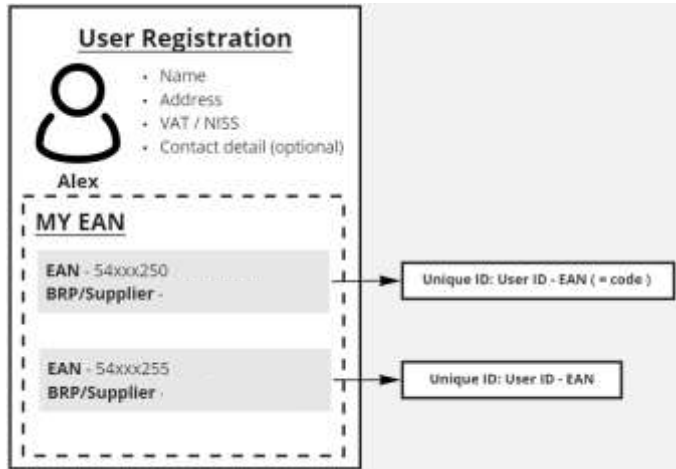 User Registration
• Name
• Address
• VAT / NISS
• Contact detail (optional)
Alex
MY EAN
EAN - 54xxx250
BRP/Supplier -
Unique ID: User ID - EAN ( = code )
EAN - 54xxx255
BRP/Supplier -
Unique ID: User ID - EAN